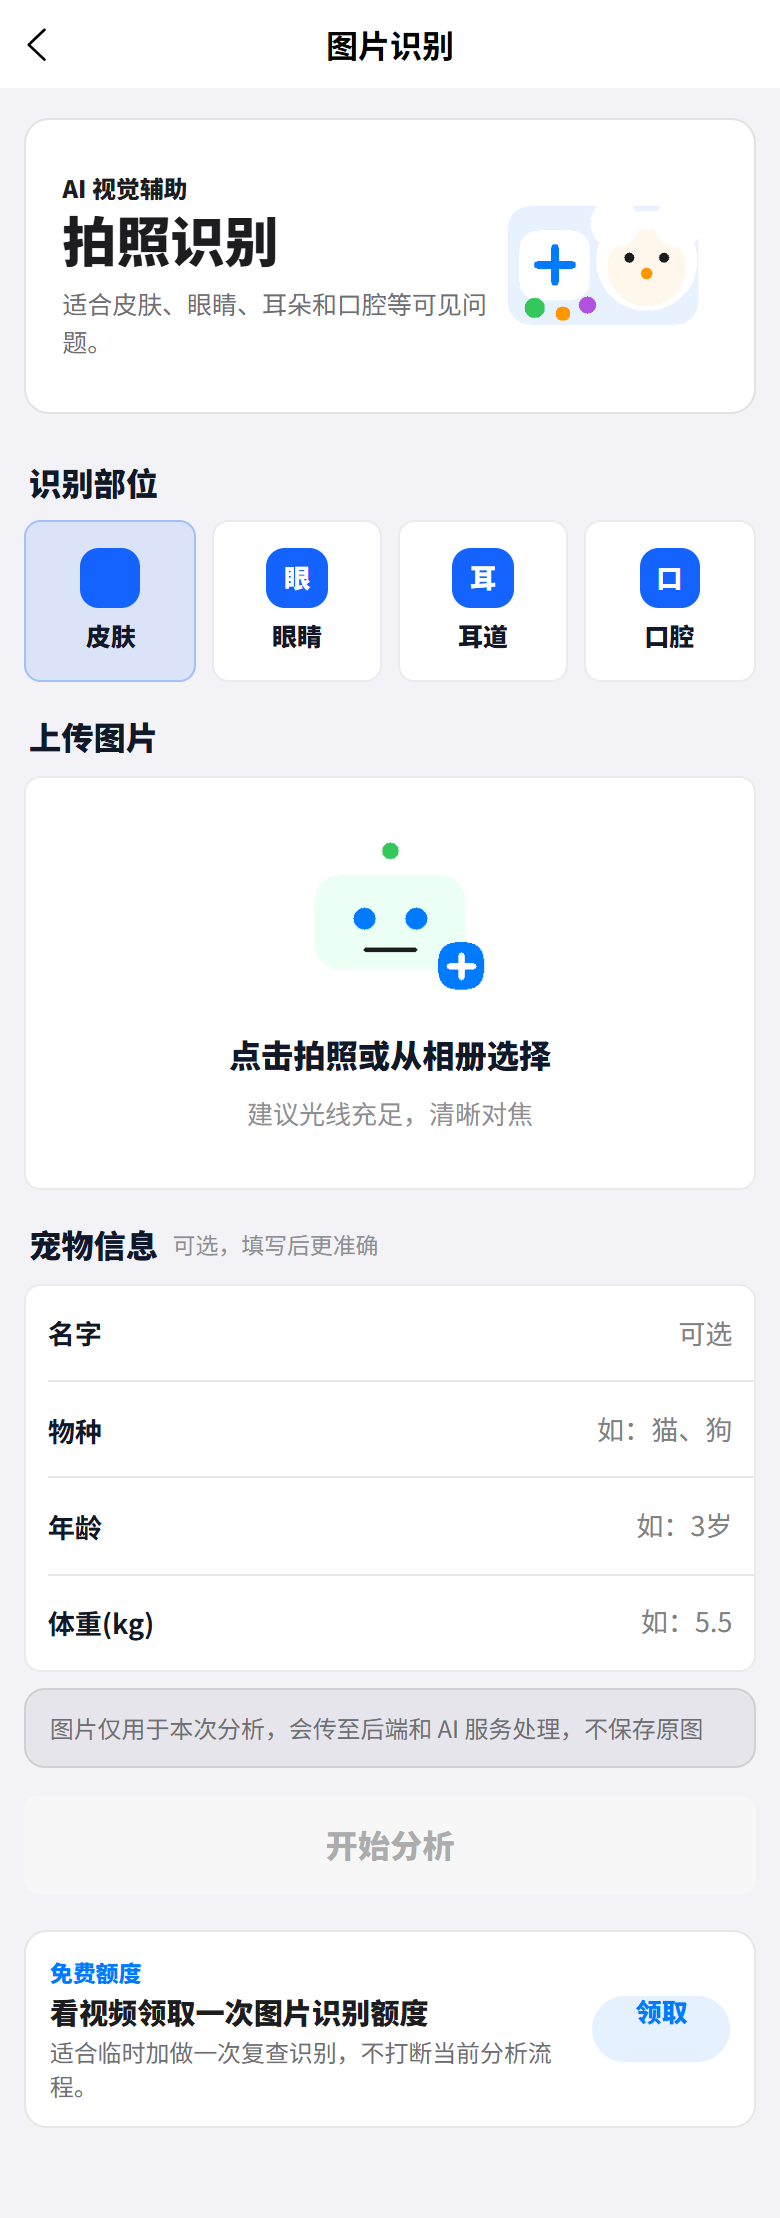 图片识别
AI 视觉辅助
拍照识别
适合皮肤、眼睛、耳朵和口腔等可见问
题。
识别部位
眼
耳
口
皮肤
眼睛
耳道
口腔
上传图片
点击拍照或从相册选择
建议光线充足，清晰对焦
宠物信息 可选，填写后更准确
名字 可选
物种 如：猫、狗
年龄 如：3岁
体重(kg) 如：5.5
图片仅用于本次分析，会传至后端和 AI 服务处理，不保存原图
开始分析
免费额度
看视频领取一次图片识别额度
领取
适合临时加做一次复查识别，不打断当前分析流
程。